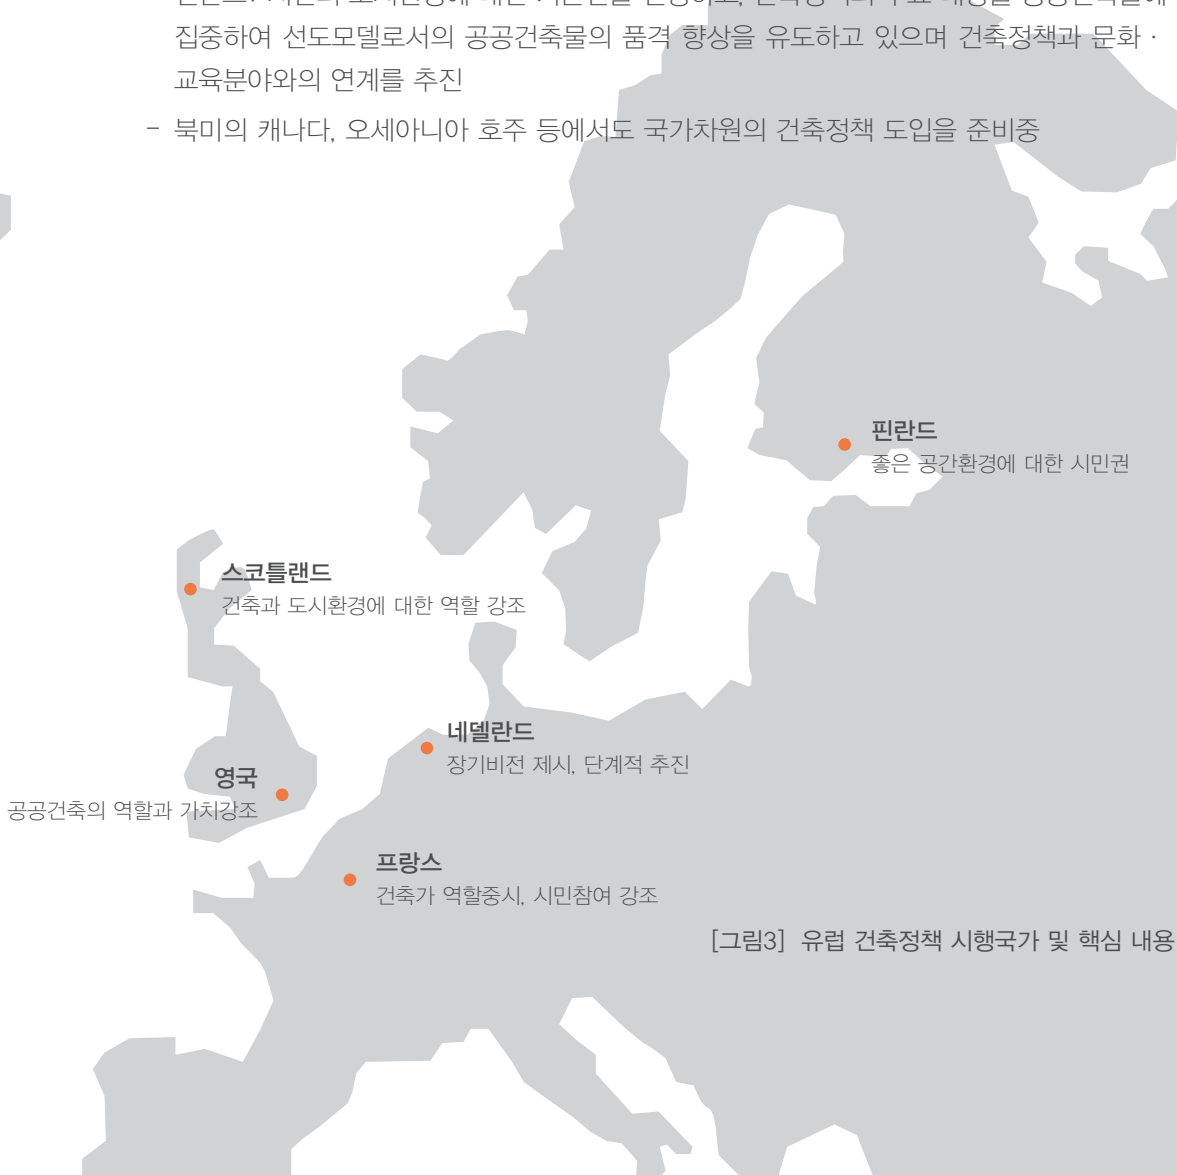 집중하여 선도모델로서의 공공건축물의 품격 향상을 유도하고 있으며 건축정책과 문화 ·
교육분야와의 연계를 추진
- 북미의 캐나다, 오세아니아 호주 등에서도 국가차원의 건축정책 도입을 준비중
핀란드
좋은 공간환경에 대한 시민권
스코틀랜드
건축과 도시환경에 대한 역할 강조
네델란드
장기비전 제시, 단계적 추진
영국
공공건축의 역할과 가치강조
프랑스
건축가 역할중시, 시민참여 강조
[그림3] 유럽 건축정책 시행국가 및 핵심 내용